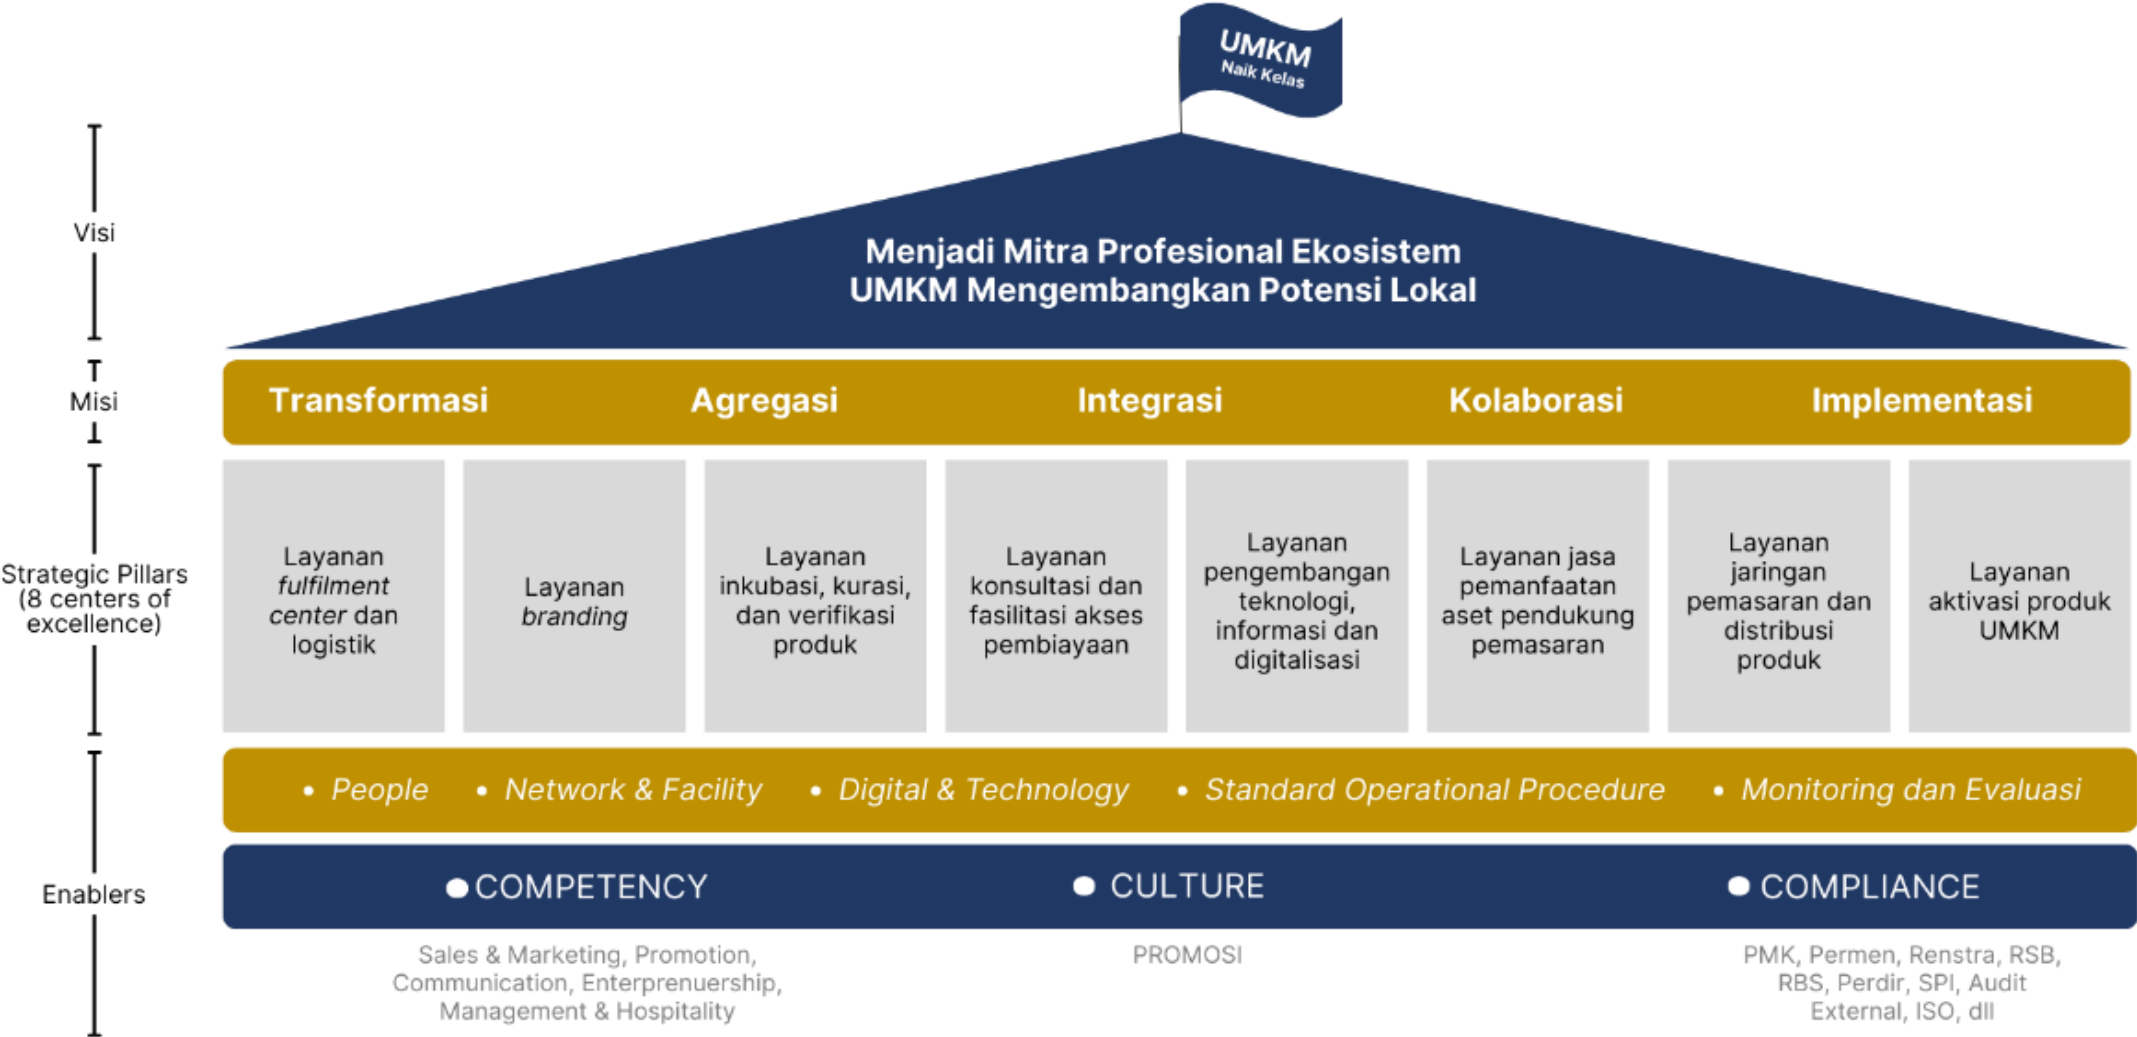 UMKM
Naik Kelas
Visi
Menjadi Mitra Profesional Ekosistem
UMKM Mengembangkan Potensi Lokal
Misi
Transformasi
Agregasi
Integrasi
Kolaborasi
Implementasi
Strategic Pillars
(8 centers of
excellence)
Layanan
fulfilment
center dan
logistik
Layanan
branding
Layanan
inkubasi, kurasi,
dan verifikasi
produk
Layanan
konsultasi dan
fasilitasi akses
pembiayaan
Layanan
pengembangan
teknologi,
informasi dan
digitalisasi
Layanan jasa
pemanfaatan
aset pendukung
pemasaran
Layanan
jaringan
pemasaran dan
distribusi
produk
Layanan
aktivasi produk
UMKM
Enablers
• People
• Network & Facility
• Digital & Technology
• Standard Operational Procedure
• Monitoring dan Evaluasi
● COMPETENCY
● CULTURE
● COMPLIANCE
Sales & Marketing, Promotion,
Communication, Enterprenuership,
Management & Hospitality
PROMOSI
PMK, Permen, Renstra, RSB,
RBS, Perdir, SPI, Audit
External, ISO, dll